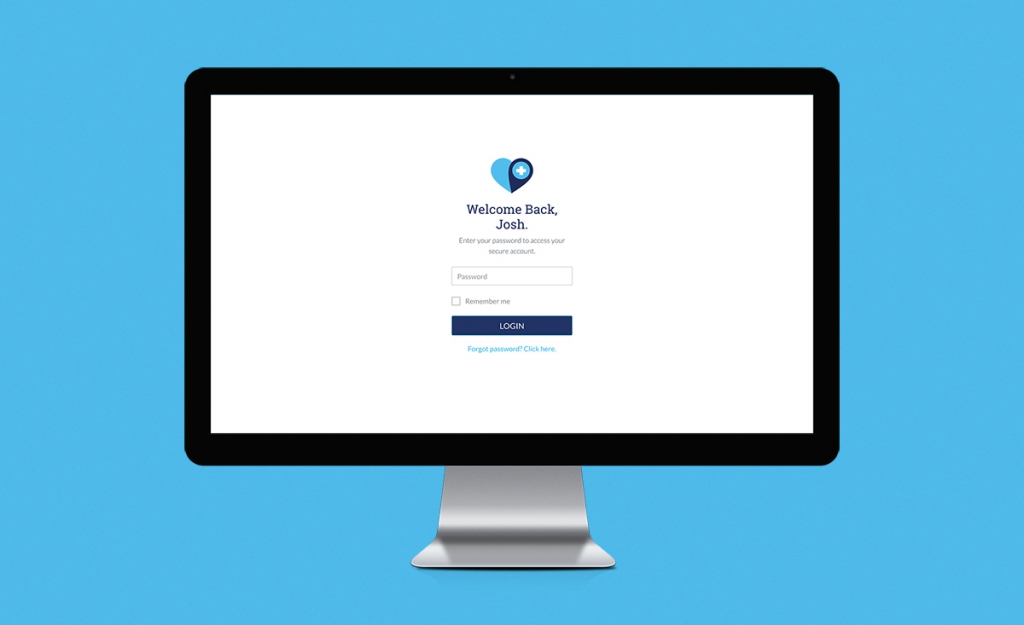 Welcome Back,
Josh.
Enter your password to access your
secure account.
Password
Remember me
LOGIN
Forgot password? Click here.